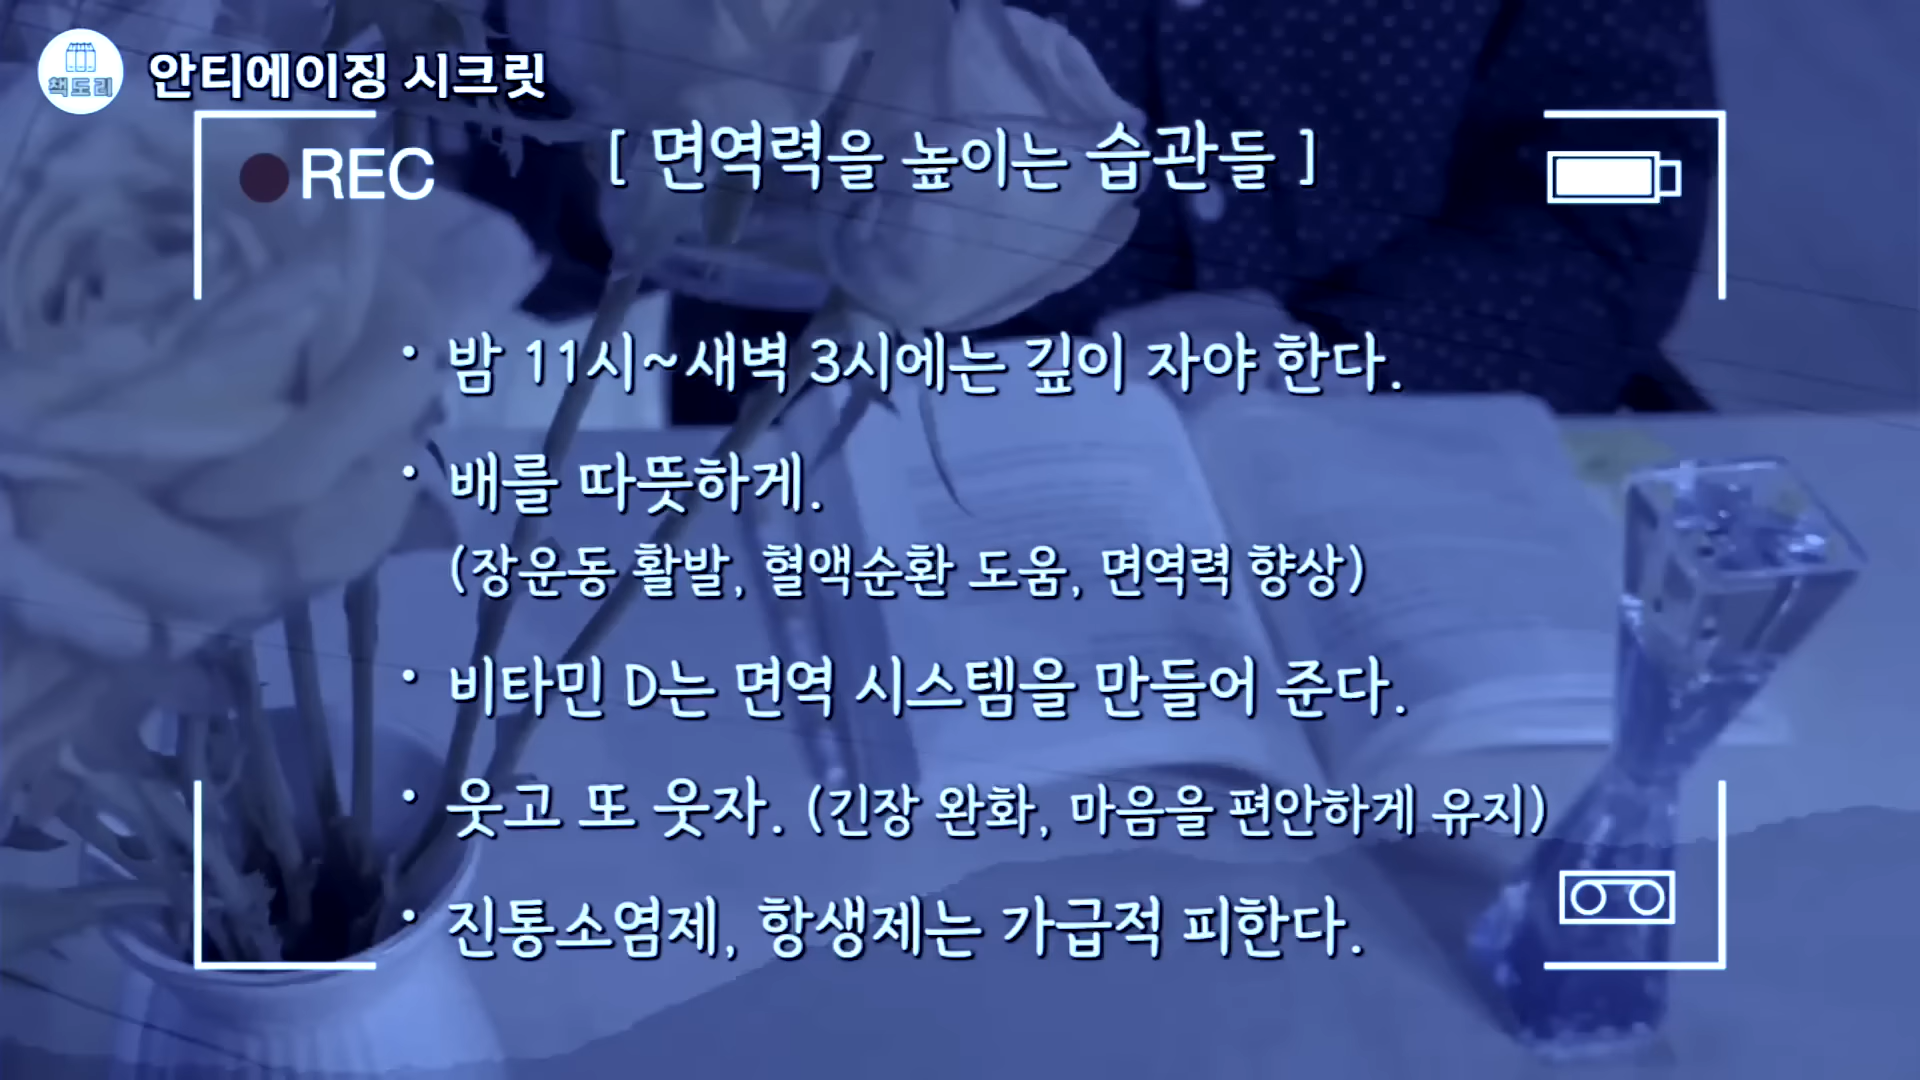 책도리
안티에이징 시크릿
REC
[ 면역력을 높이는 습관들 ]
· 밤 11시~새벽 3시에는 깊이 자야 한다.
· 배를 따뜻하게.
(장운동 활발, 혈액순환 도움, 면역력 향상)
· 비타민 D는 면역 시스템을 만들어 준다.
· 웃고 또 웃자. (긴장 완화, 마음을 편안하게 유지)
· 진통소염제, 항생제는 가급적 피한다.